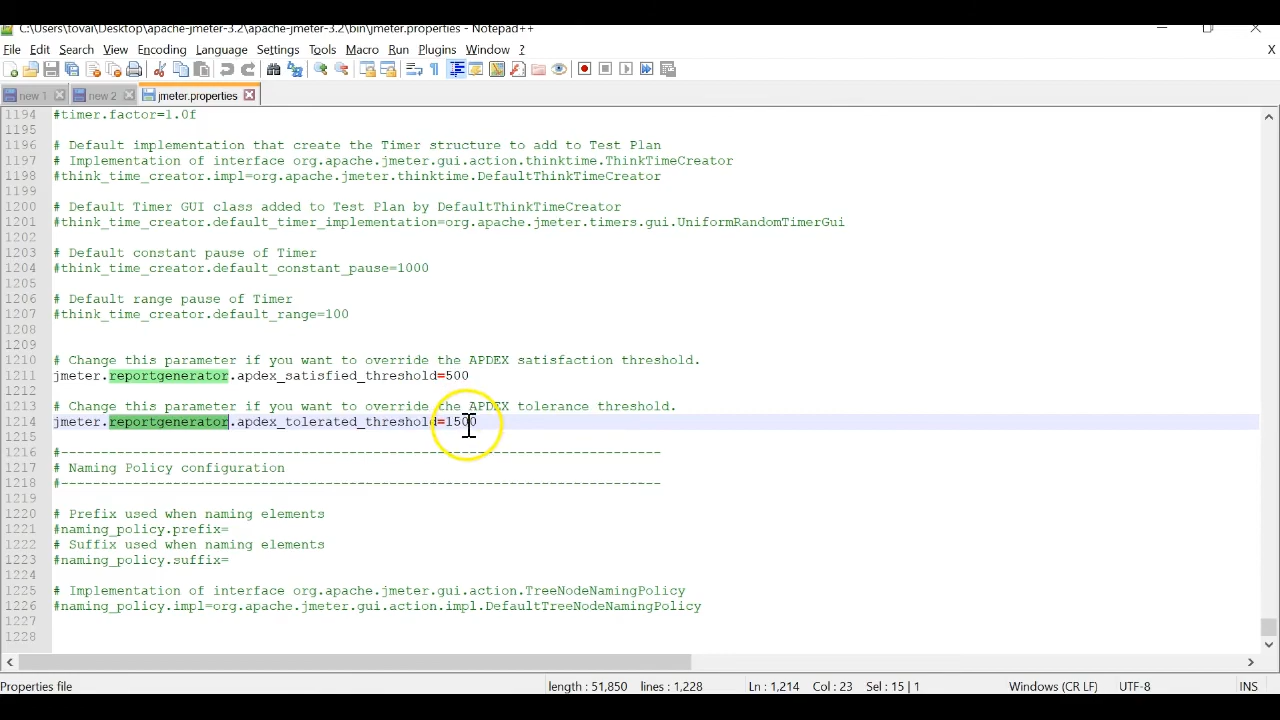 C:\Users\tovai\Desktop\apache-jmeter-3.2\apache-jmeter-3.2\bin\jmeter.properties - Notepad++
File Edit Search View Encoding Language Settings Tools Macro Run Plugins Window ? X
new 1 new 2 jmeter.properties
1194 #timer.factor=1.0f
1195
1196 # Default implementation that create the Timer structure to add to Test Plan
1197 # Implementation of interface org.apache.jmeter.gui.action.thinktime.ThinkTimeCreator
1198 #think_time_creator.impl=org.apache.jmeter.thinktime.DefaultThinkTimeCreator
1199
1200 # Default Timer GUI class added to Test Plan by DefaultThinkTimeCreator
1201 #think_time_creator.default_timer_implementation=org.apache.jmeter.timers.gui.UniformRandomTimerGui
1202
1203 # Default constant pause of Timer
1204 #think_time_creator.default_constant_pause=1000
1205
1206 # Default range pause of Timer
1207 #think_time_creator.default_range=100
1208
1209
1210 # Change this parameter if you want to override the APDEX satisfaction threshold.
1211 jmeter.reportgenerator.apdex_satisfied_threshold=500
1212
1213 # Change this parameter if you want to override the APDEX tolerance threshold.
1214 jmeter.reportgenerator.apdex_tolerated_threshold=1500
1215
1216 #---------------------------------------------------------------------------
1217 # Naming Policy configuration
1218 #---------------------------------------------------------------------------
1219
1220 # Prefix used when naming elements
1221 #naming_policy.prefix=
1222 # Suffix used when naming elements
1223 #naming_policy.suffix=
1224
1225 # Implementation of interface org.apache.jmeter.gui.action.TreeNodeNamingPolicy
1226 #naming_policy.impl=org.apache.jmeter.gui.action.impl.DefaultTreeNodeNamingPolicy
1227
1228
Properties file length : 51,850 lines : 1,228 Ln : 1,214 Col : 23 Sel : 15 | 1 Windows (CR LF) UTF-8 INS